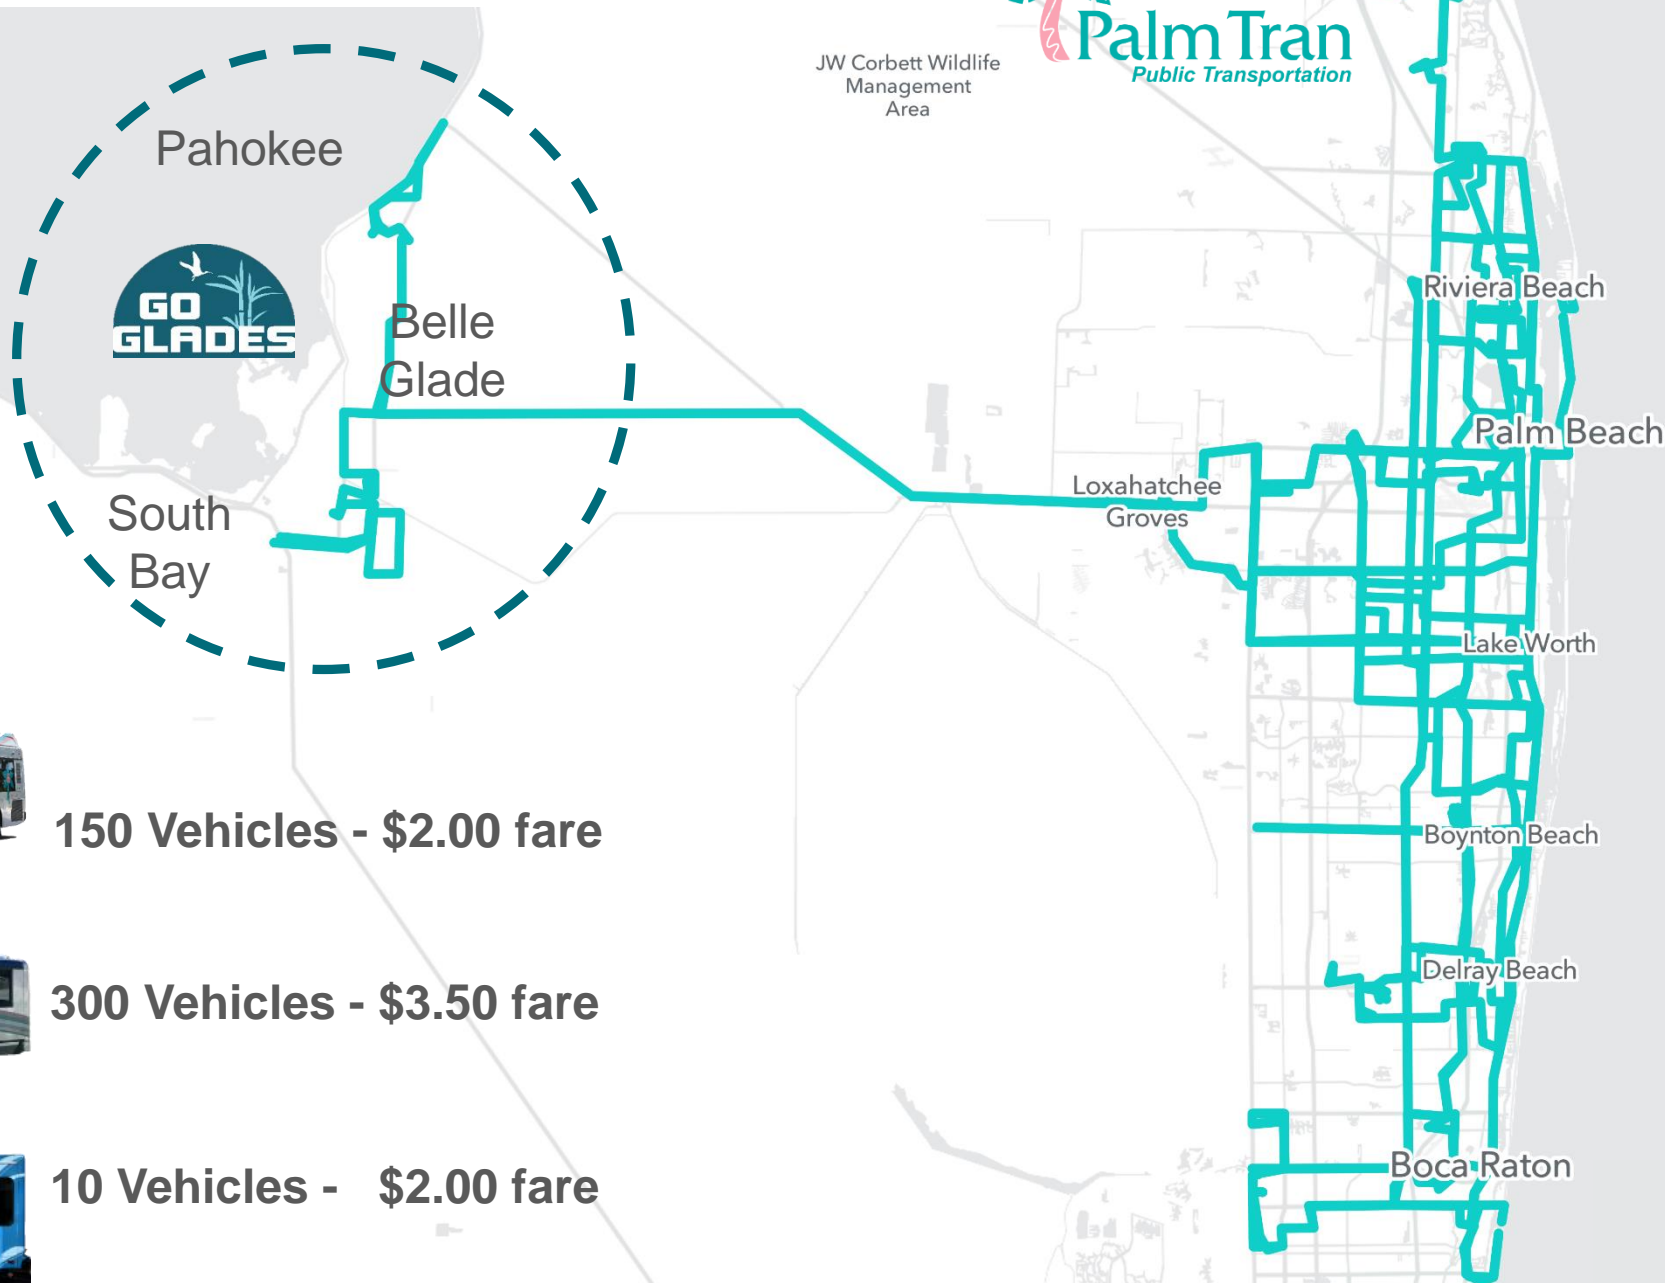 Palm Tran
Public Transportation
JW Corbett Wildlife
Management
Area
Pahokee
GO
GLADES
Belle
Glade
South
Bay
Riviera Beach
Palm Beach
Loxahatchee
Groves
Lake Worth
Boynton Beach
Delray Beach
Boca Raton
150 Vehicles - $2.00 fare
300 Vehicles - $3.50 fare
10 Vehicles - $2.00 fare